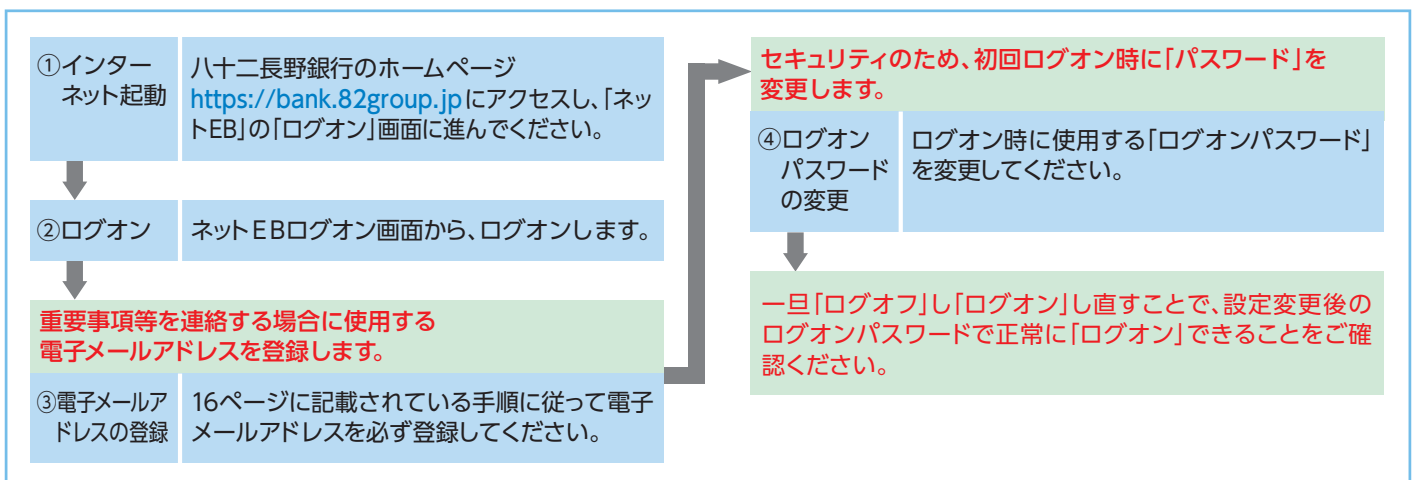 ①インター
ネット起動
八十二長野銀行のホームページ
https://bank.82group.jpにアクセスし、「ネッ
トEB」の「ログオン」画面に進んでください。
②ログオン
ネットEBログオン画面から、ログオンします。
重要事項等を連絡する場合に使用する
電子メールアドレスを登録します。
③電子メールア
ドレスの登録
16ページに記載されている手順に従って電子
メールアドレスを必ず登録してください。
セキュリティのため、初回ログオン時に「パスワード」を
変更します。
④ログオン
パスワード
の変更
ログオン時に使用する「ログオンパスワード」
を変更してください。
一旦「ログオフ」し「ログオン」し直すことで、設定変更後の
ログオンパスワードで正常に「ログオン」できることをご確
認ください。